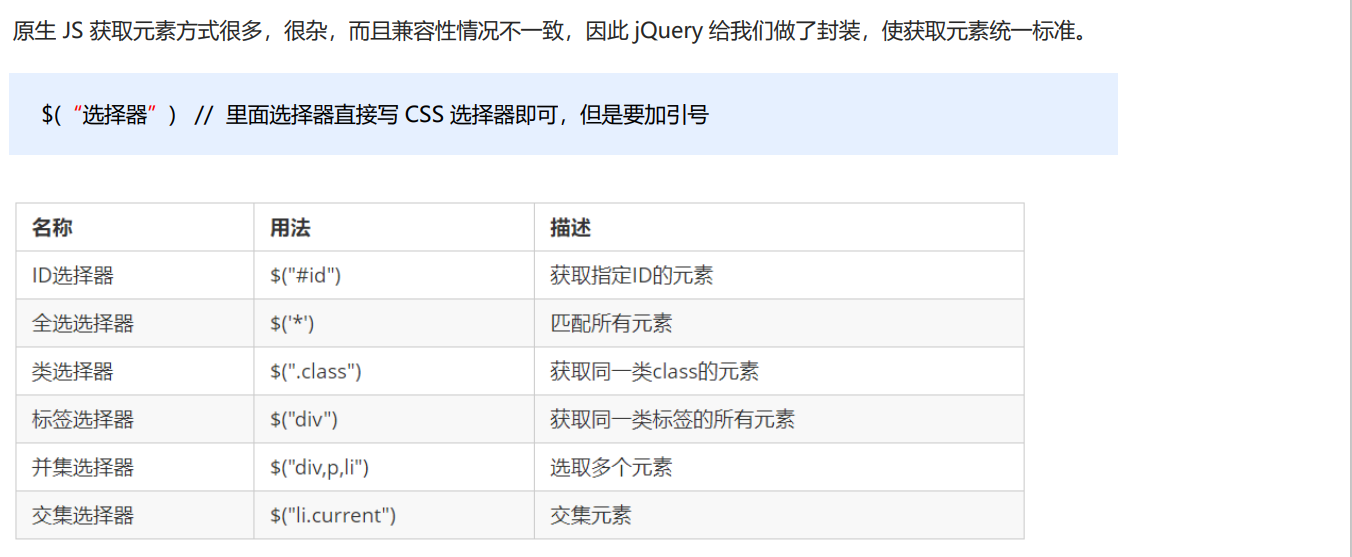 原生 JS 获取元素方式很多，很杂，而且兼容性情况不一致，因此 jQuery 给我们做了封装，使获取元素统一标准。
$(“选择器”)  //  里面选择器直接写 CSS 选择器即可，但是要加引号
名称 用法 描述
ID选择器 $("#id") 获取指定ID的元素
全选选择器 $('*') 匹配所有元素
类选择器 $(".class") 获取同一类class的元素
标签选择器 $("div") 获取同一类标签的所有元素
并集选择器 $("div,p,li") 选取多个元素
交集选择器 $("li.current") 交集元素